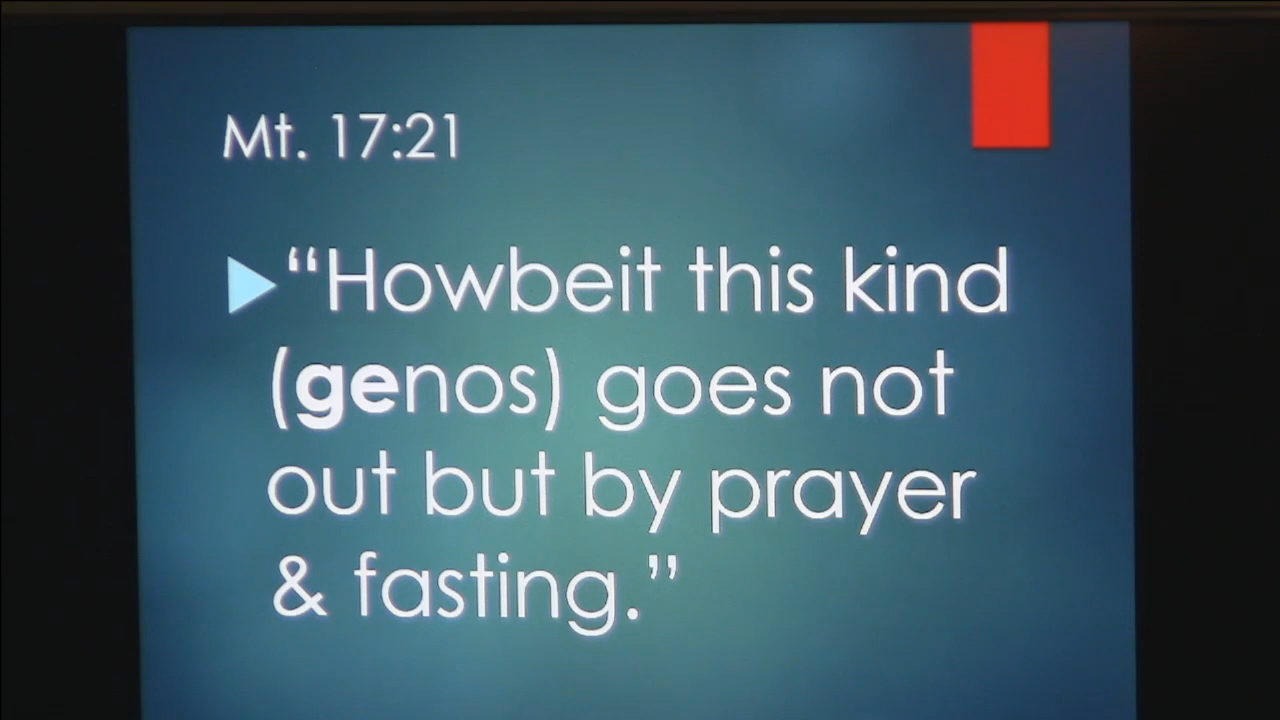 Mt. 17:21
“Howbeit this kind
(genos) goes not
out but by prayer
& fasting.”